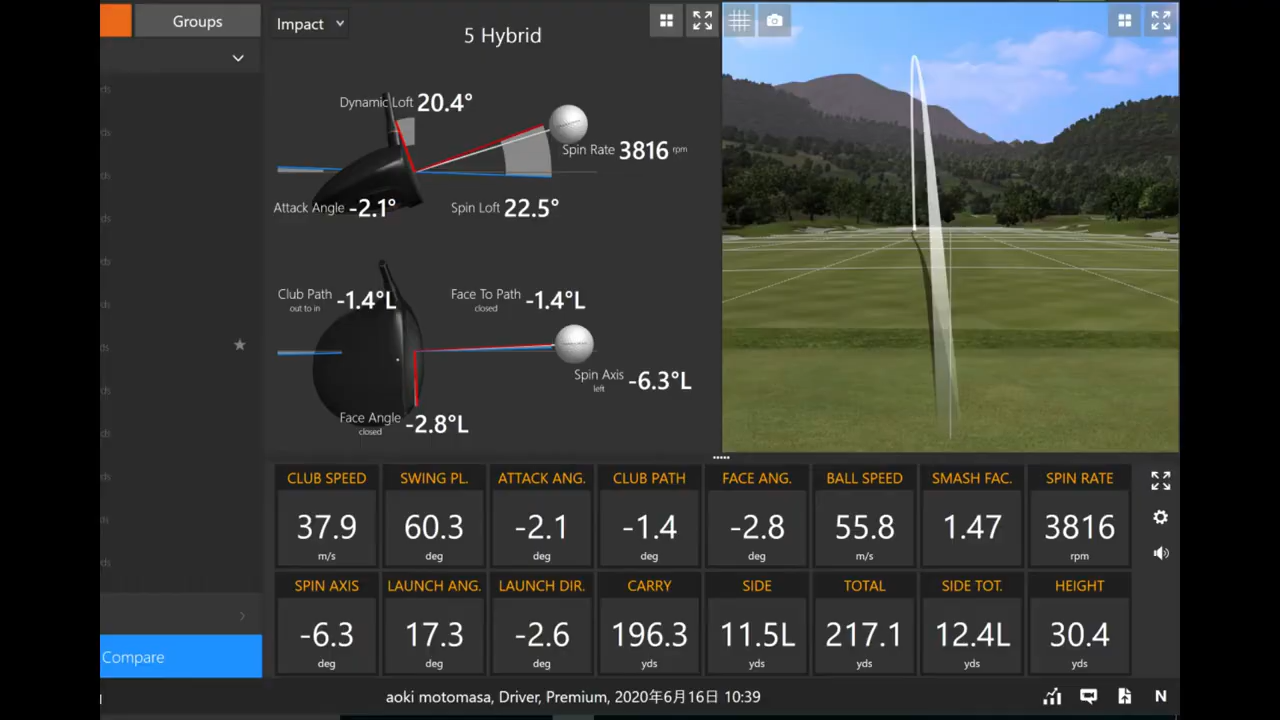 Groups
Impact
5 Hybrid
Dynamic Loft 20.4°
Spin Rate 3816 rpm
Attack Angle -2.1°
Spin Loft 22.5°
Club Path -1.4°L
out to in
Face To Path -1.4°L
closed
Spin Axis -6.3°L
left
Face Angle -2.8°L
closed
CLUB SPEED SWING PL. ATTACK ANG. CLUB PATH FACE ANG. BALL SPEED SMASH FAC. SPIN RATE
37.9 60.3 -2.1 -1.4 -2.8 55.8 1.47 3816
m/s deg deg deg deg m/s rpm
SPIN AXIS LAUNCH ANG. LAUNCH DIR. CARRY SIDE TOTAL SIDE TOT. HEIGHT
-6.3 17.3 -2.6 196.3 11.5L 217.1 12.4L 30.4
deg deg deg yds yds yds yds yds
Compare
aoki motomasa, Driver, Premium, 2020年6月16日 10:39
N